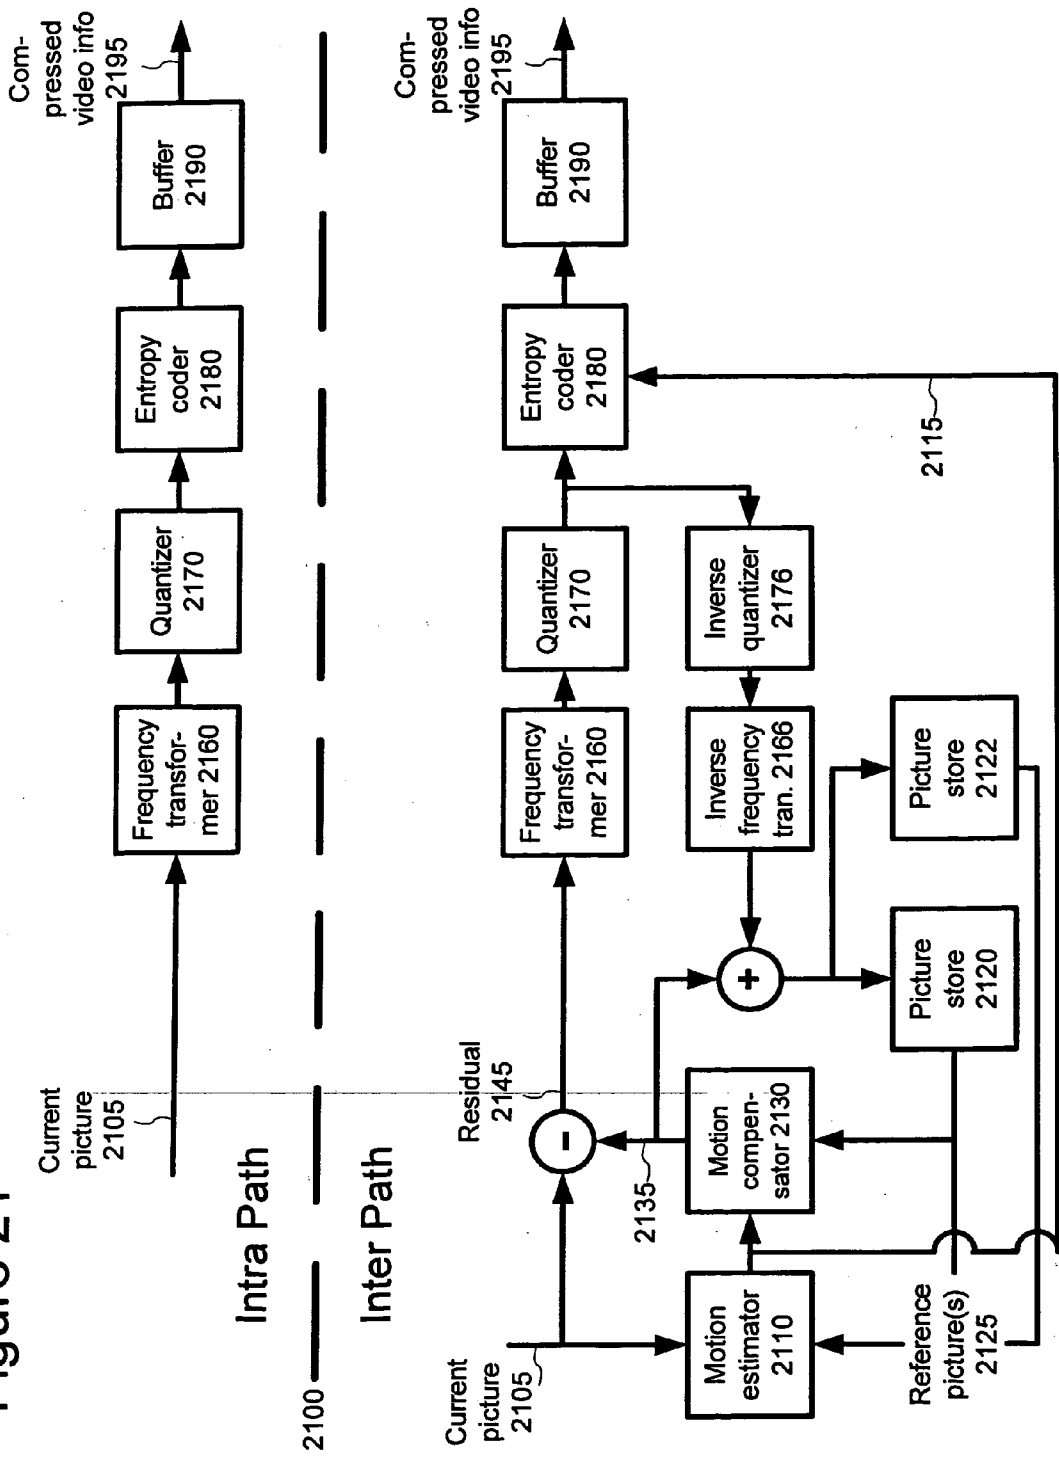 Figure 21
Current
picture
2105
Frequency
transfor-
mer 2160
Quantizer
2170
Entropy
coder
2180
Buffer
2190
Com-
pressed
video info
2195
Intra Path
2100
Inter Path
Current
picture
2105
Residual
2145
Frequency
transfor-
mer 2160
Quantizer
2170
Entropy
coder
2180
Buffer
2190
Com-
pressed
video info
2195
-
2135
Motion
estimator
2110
Motion
compen-
sator 2130
+
Inverse
frequency
tran. 2166
Inverse
quantizer
2176
2115
Reference
picture(s)
2125
Picture
store
2120
Picture
store
2122